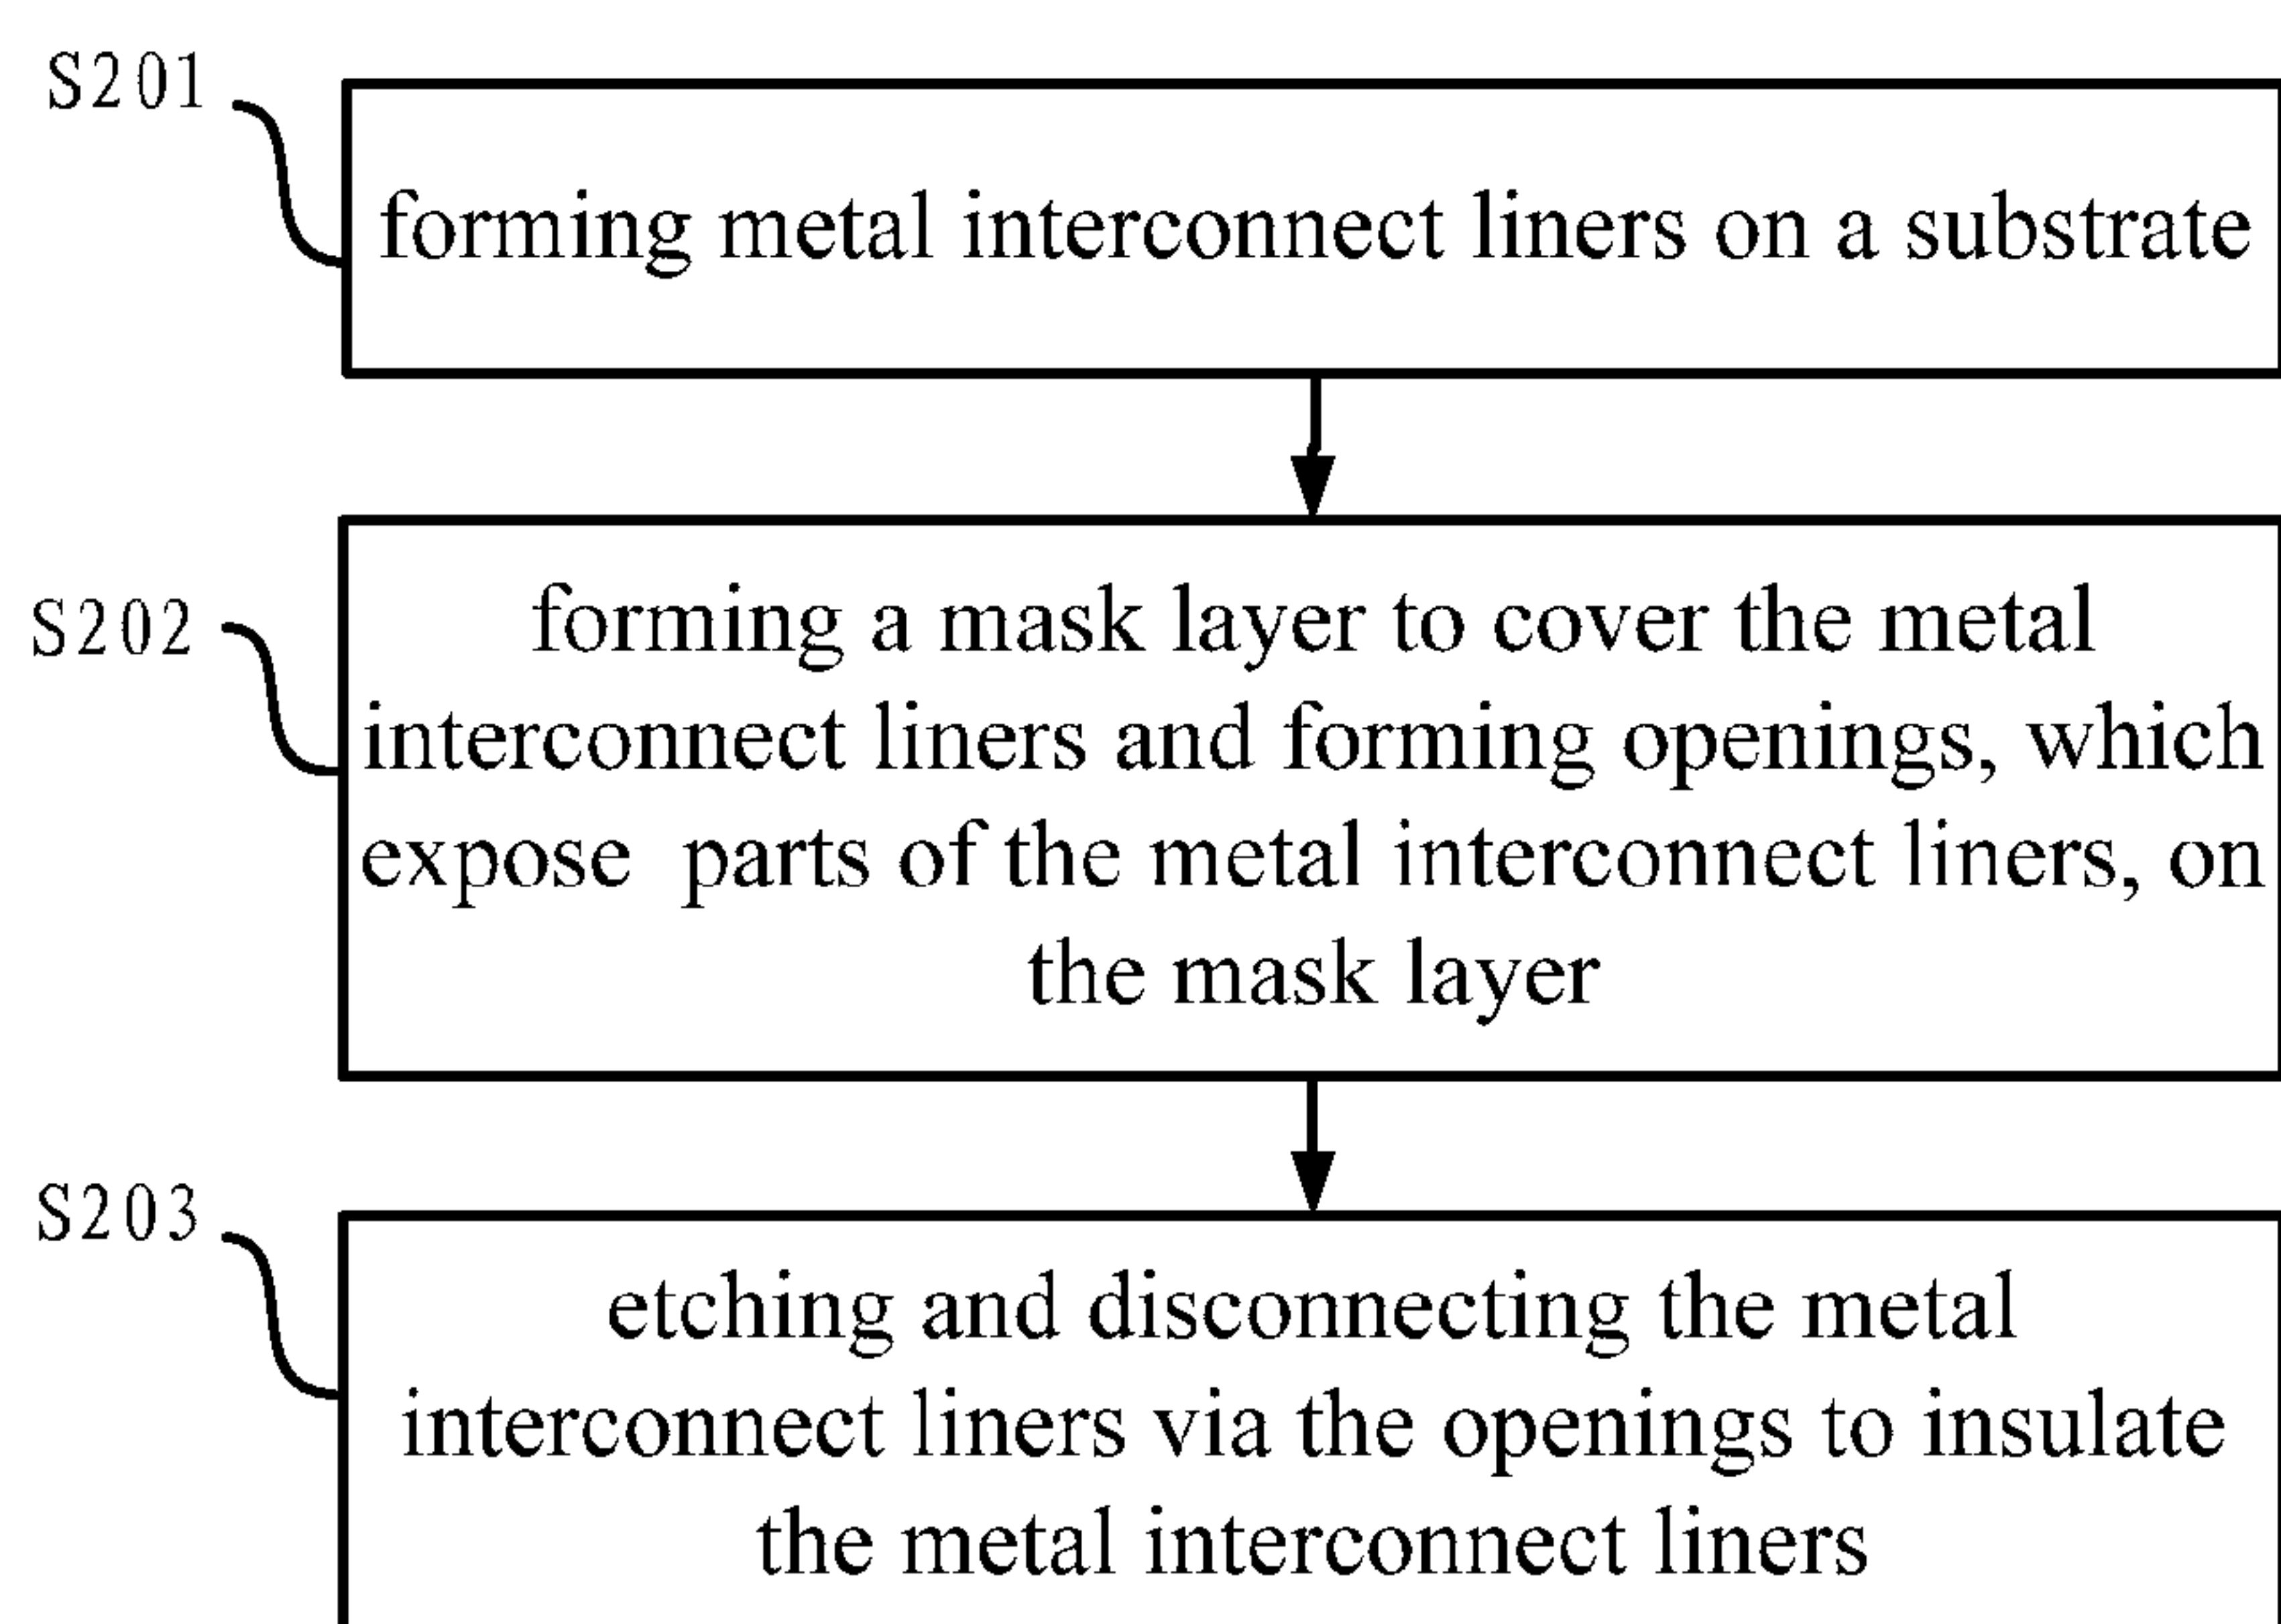 S201
forming metal interconnect liners on a substrate
S202
forming a mask layer to cover the metal
interconnect liners and forming openings, which
expose parts of the metal interconnect liners, on
the mask layer
S203
etching and disconnecting the metal
interconnect liners via the openings to insulate
the metal interconnect liners